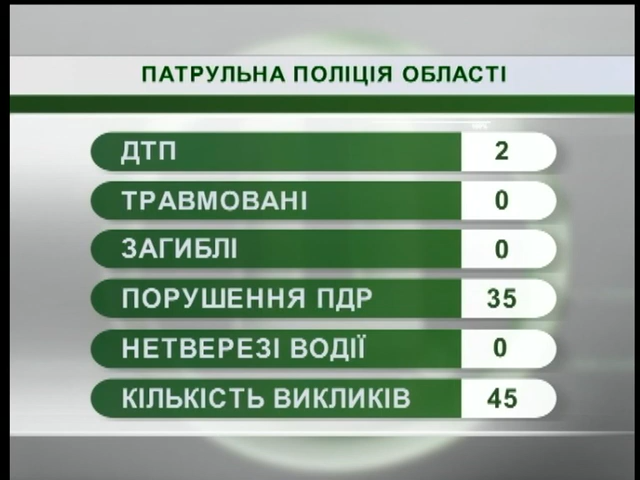 ПАТРУЛЬНА ПОЛІЦІЯ ОБЛАСТІ
ДТП 2
ТРАВМОВАНІ 0
ЗАГИБЛІ 0
ПОРУШЕННЯ ПДР 35
НЕТВЕРЕЗІ ВОДІЇ 0
КІЛЬКІСТЬ ВИКЛИКІВ 45